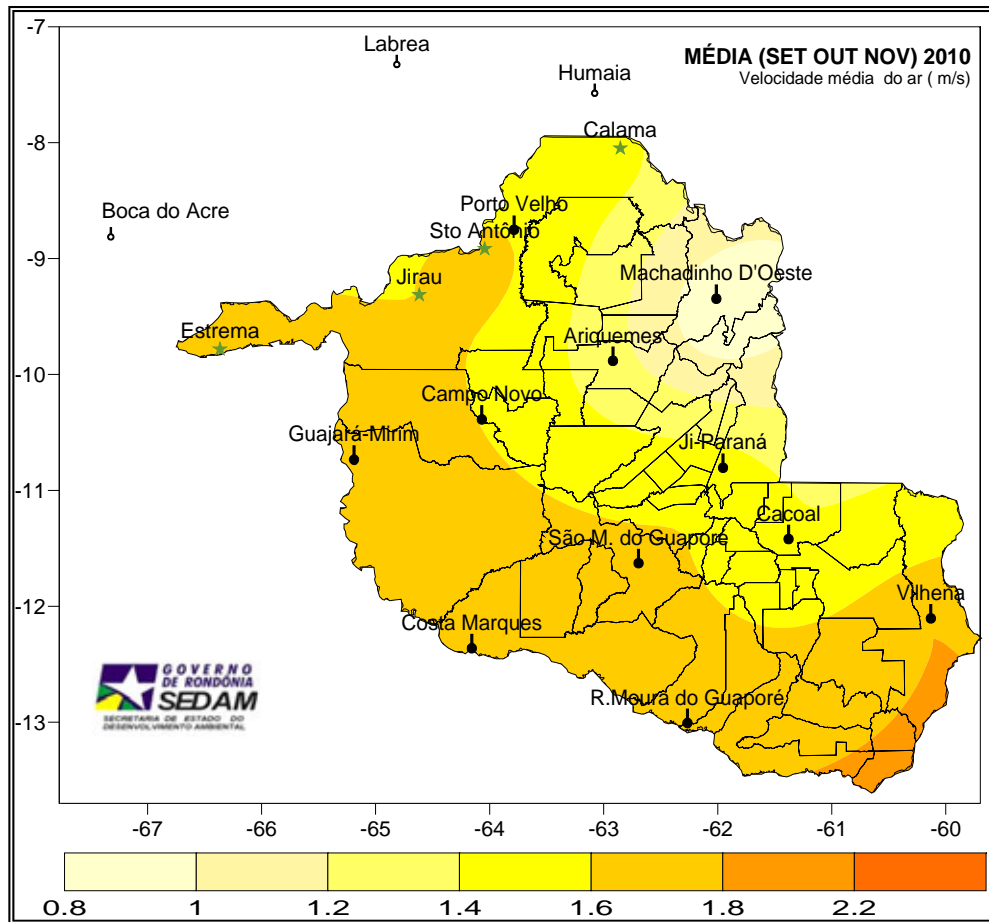 MÉDIA (SET OUT NOV) 2010
Velocidade média do ar ( m/s)
-7
-8
-9
-10
-11
-12
-13
Labrea
Humaia
Calama
Boca do Acre
Porto Velho
Sto Antônio
Jirau
Machadinho D'Oeste
Estrema
Ariquemes
Campo Novo
Guajará-Mirim
Ji-Paraná
Cacoal
São M. do Guaporé
Vilhena
Costa Marques
R.Moura do Guaporé
GOVERNO
DE RONDÔNIA
SEDAM
SECRETARIA DE ESTADO DO
DESENVOLVIMENTO AMBIENTAL
-67 -66 -65 -64 -63 -62 -61 -60
0.8 1 1.2 1.4 1.6 1.8 2.2